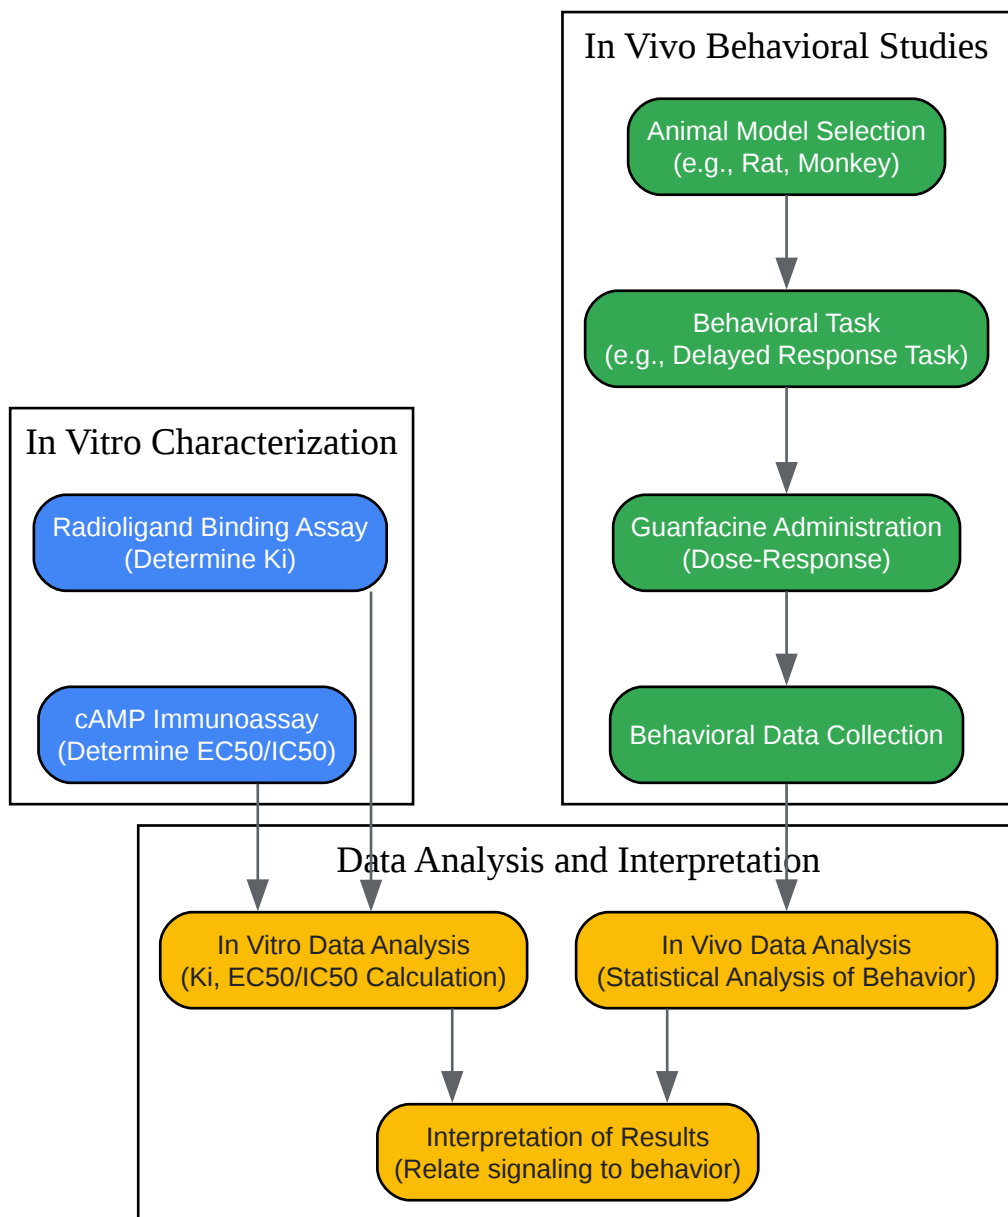 In Vivo Behavioral Studies
Animal Model Selection
(e.g., Rat, Monkey)
Behavioral Task
(e.g., Delayed Response Task)
Guanfacine Administration
(Dose-Response)
Behavioral Data Collection
In Vitro Characterization
Radioligand Binding Assay
(Determine Ki)
cAMP Immunoassay
(Determine EC50/IC50)
Data Analysis and Interpretation
In Vitro Data Analysis
(Ki, EC50/IC50 Calculation)
In Vivo Data Analysis
(Statistical Analysis of Behavior)
Interpretation of Results
(Relate signaling to behavior)